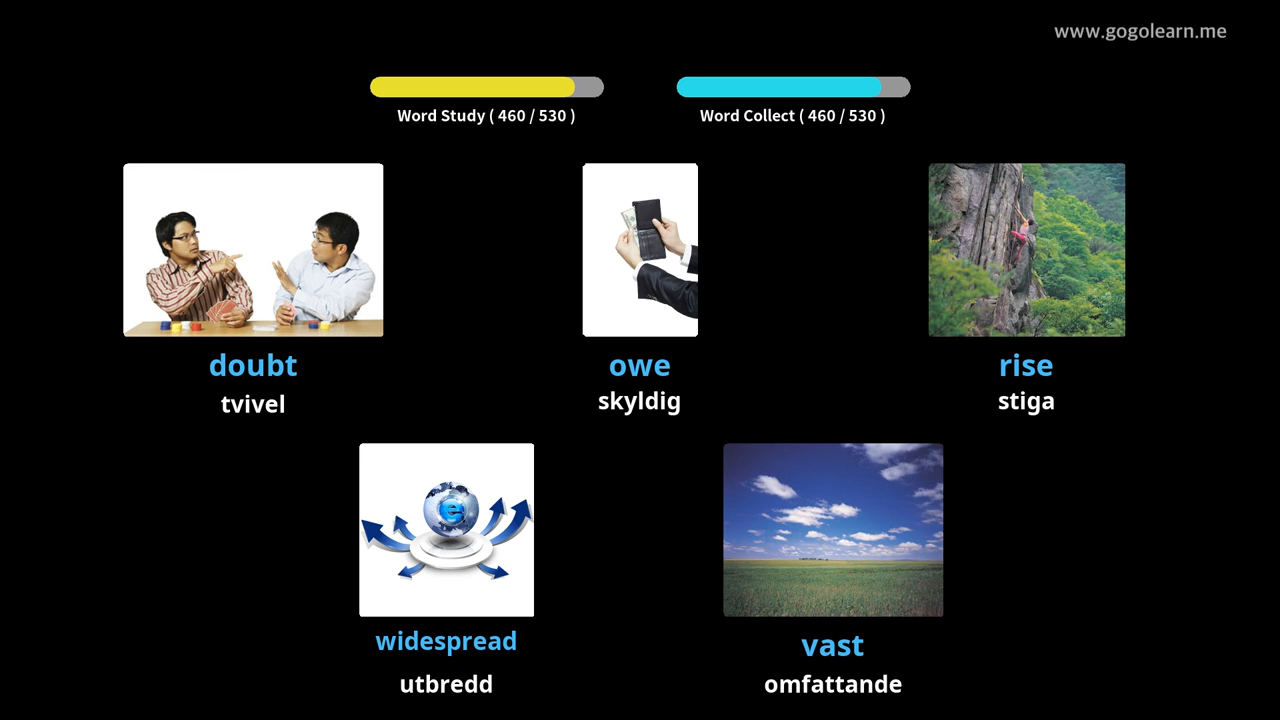 www.gogolearn.me
Word Study ( 460 / 530 )
Word Collect ( 460 / 530 )
doubt
tvivel
owe
skyldig
rise
stiga
e
widespread
utbredd
vast
omfattande